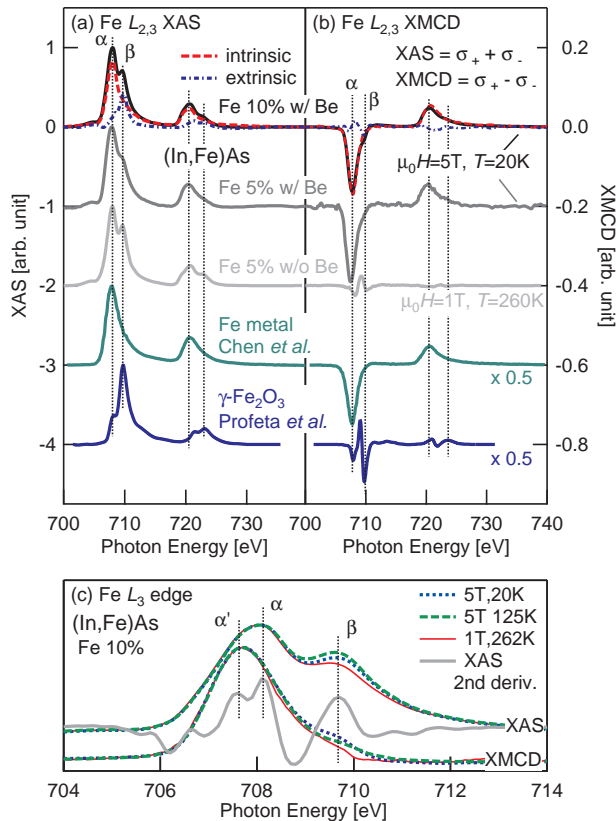 (a) Fe L2,3 XAS
(b) Fe L2,3 XMCD
α
β
intrinsic
extrinsic
Fe 10% w/ Be
XAS = σ+ + σ-
XMCD = σ+ - σ-
α
β
(In,Fe)As
μ0H=5T, T=20K
Fe 5% w/ Be
Fe 5% w/o Be
μ0H=1T, T=260K
Fe metal
Chen et al.
x 0.5
γ-Fe2O3
Profeta et al.
x 0.5
XAS [arb. unit]
1
0
-1
-2
-3
-4
XMCD [arb. unit]
0.2
0.0
-0.2
-0.4
-0.6
-0.8
700 710 720 730
700 710 720 730 740
Photon Energy [eV]
Photon Energy [eV]
(c) Fe L3 edge
(In,Fe)As
Fe 10%
α'
α
β
5T,20K
5T 125K
1T,262K
XAS
2nd deriv.
XAS
XMCD
704 706 708 710 712 714
Photon Energy [eV]